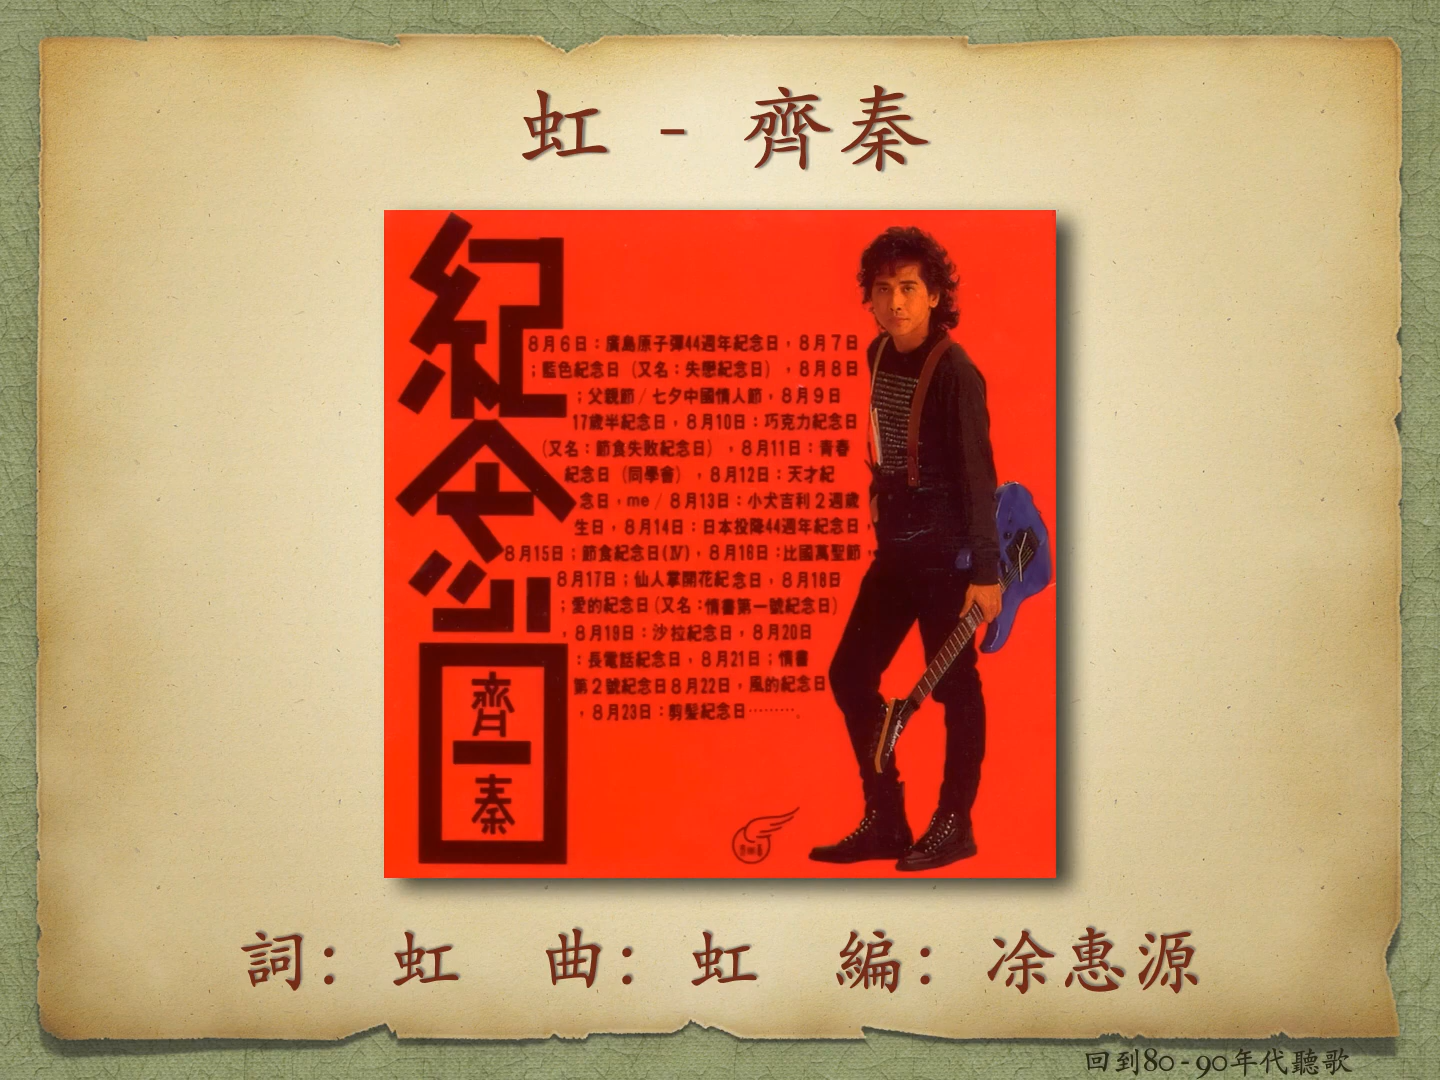 虹 - 齊秦
紀念日
齊秦
8月6日：廣島原子彈44週年紀念日，8月7日
；藍色紀念日（又名：失戀紀念日），8月8日
；父親節／七夕中國情人節，8月9日
17歲半紀念日，8月10日：巧克力紀念日
（又名：節食失敗紀念日），8月11日：青春
紀念日（同學會），8月12日：天才紀
念日，me／8月13日：小犬吉利2週歲
生日，8月14日：日本投降44週年紀念日，
8月15日；節食紀念日(Ⅳ)，8月16日：比國萬聖節，
8月17日；仙人掌開花紀念日，8月18日
；愛的紀念日（又名：情書第一號紀念日）
，8月19日：沙拉紀念日，8月20日
：長電話紀念日，8月21日；情書
第2號紀念日8月22日，風的紀念日
，8月23日：剪髮紀念日………。
詞：虹 曲：虹 編：涂惠源
回到80-90年代聽歌